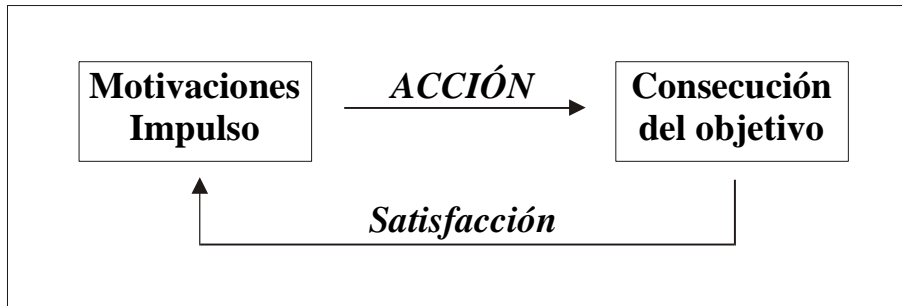 Motivaciones
Impulso
ACCIÓN
Consecución
del objetivo
Satisfacción